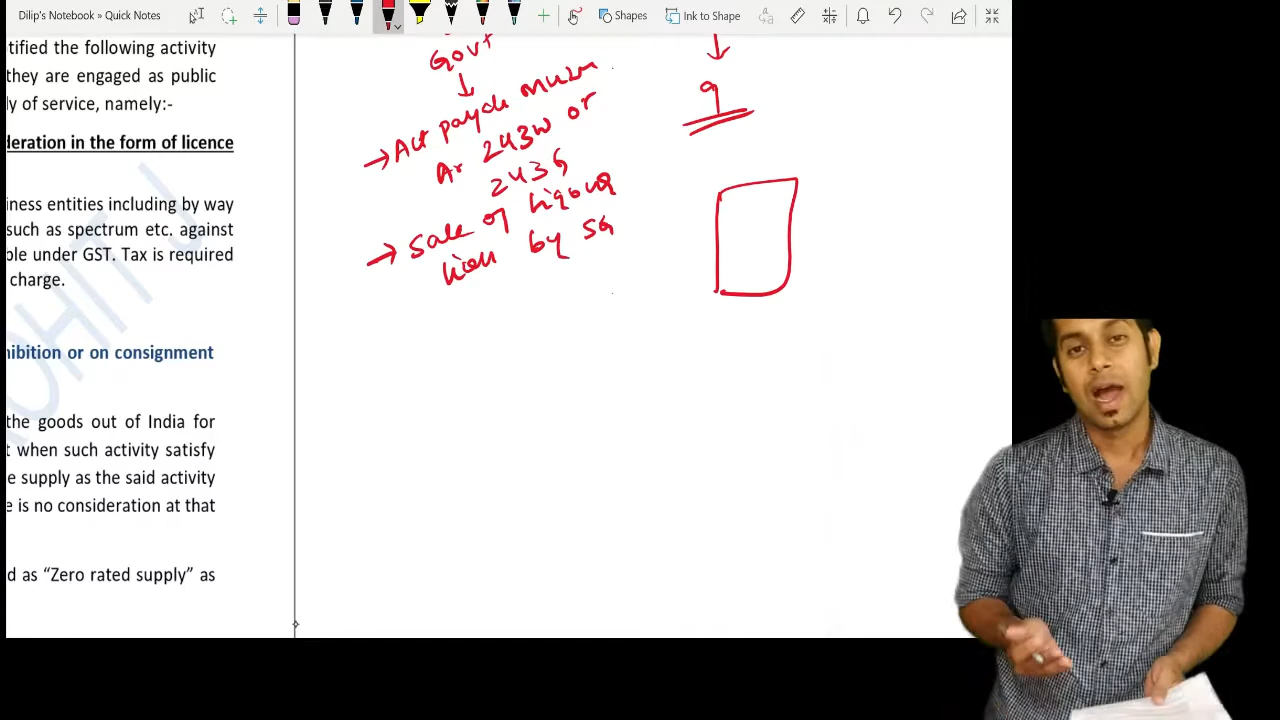 Dilip's Notebook » Quick Notes
Shapes
Ink to Shape
tified the following activity
they are engaged as public
ly of service, namely:-
deration in the form of licence
iness entities including by way
such as spectrum etc. against
ble under GST. Tax is required
charge.
OHIT J
hibition or on consignment
the goods out of India for
t when such activity satisfy
e supply as the said activity
e is no consideration at that
d as “Zero rated supply” as
Govt
→ Act
Ar 243W or
243G
→ Sale of
by SG
9